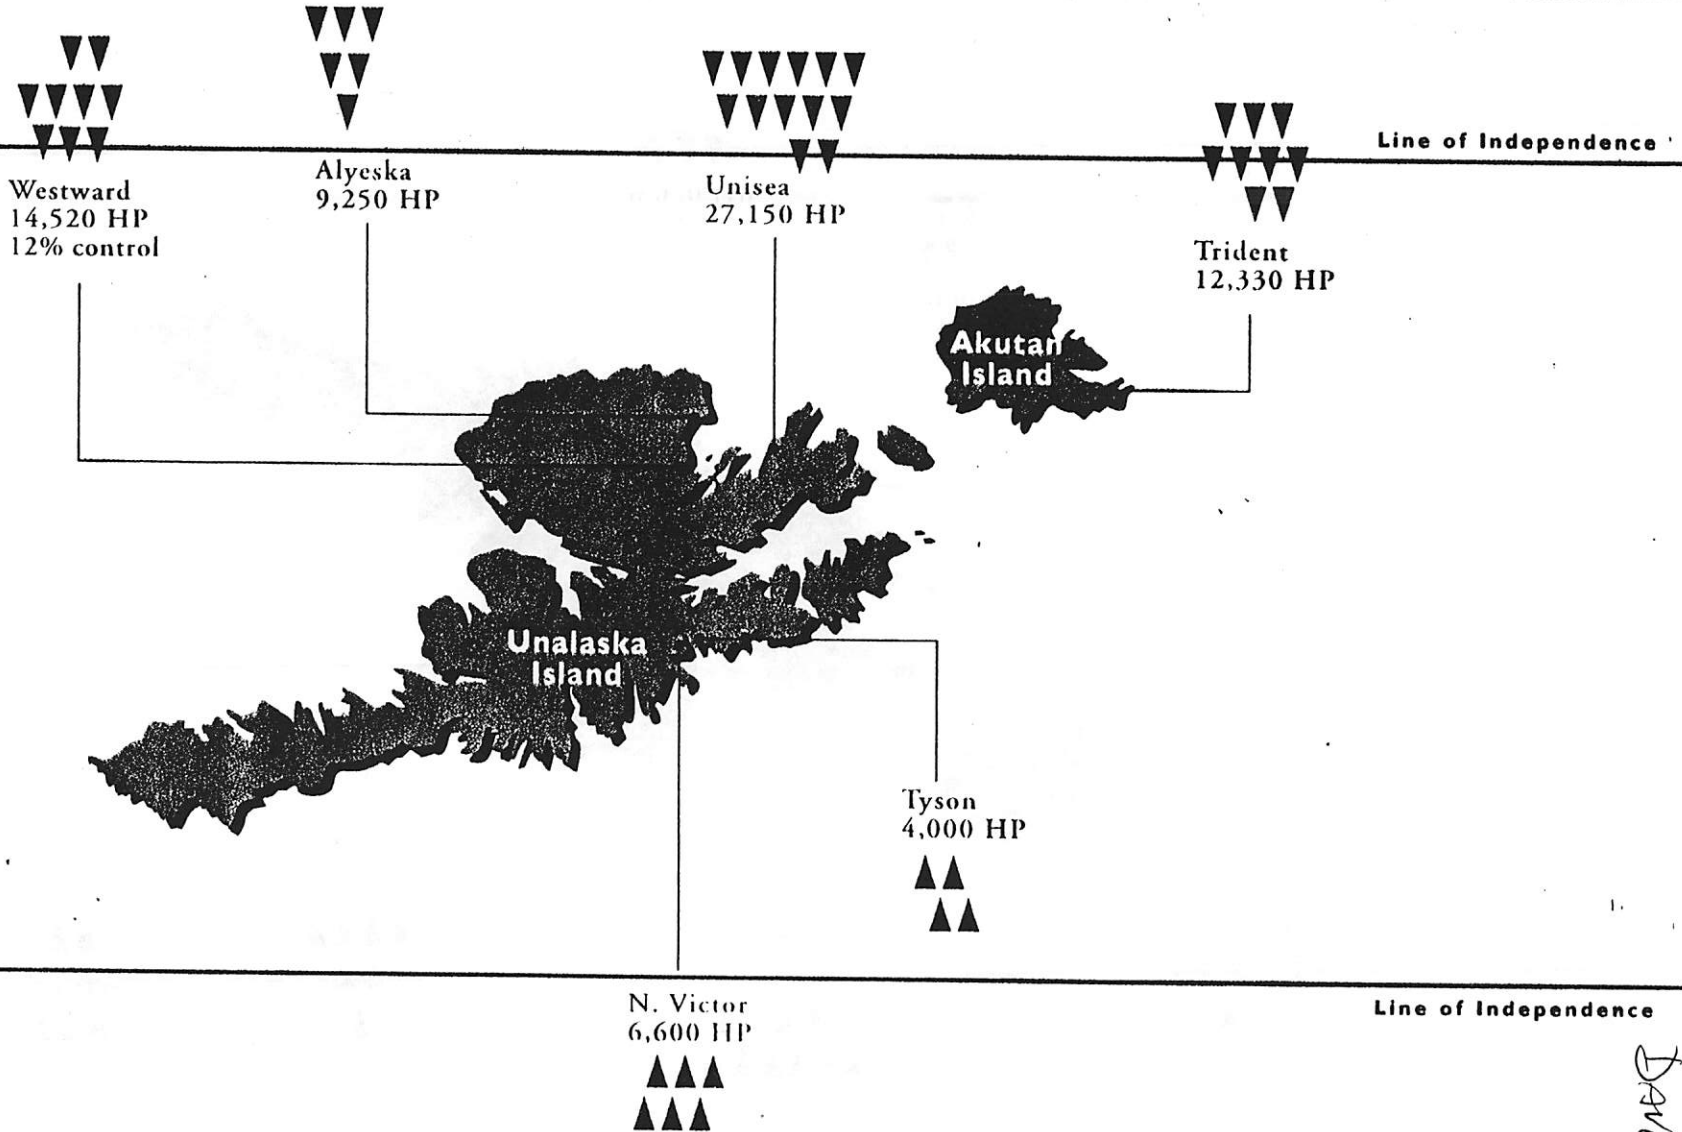 Line of Independence
Westward
14,520 HP
12% control
Alyeska
9,250 HP
Unisea
27,150 HP
Trident
12,330 HP
Akutan
Island
Unalaska
Island
Tyson
4,000 HP
N. Victor
6,600 HP
Line of Independence